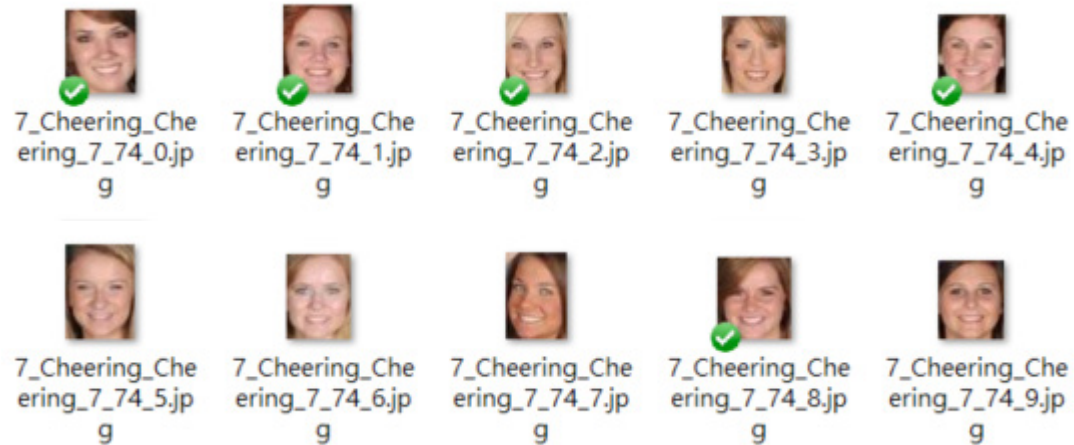 7_Cheering_Che 7_Cheering_Che 7_Cheering_Che 7_Cheering_Che 7_Cheering_Che
ering_7_74_0.jp ering_7_74_1.jp ering_7_74_2.jp ering_7_74_3.jp ering_7_74_4.jp
g g g g g
7_Cheering_Che 7_Cheering_Che 7_Cheering_Che 7_Cheering_Che 7_Cheering_Che
ering_7_74_5.jp ering_7_74_6.jp ering_7_74_7.jp ering_7_74_8.jp ering_7_74_9.jp
g g g g g